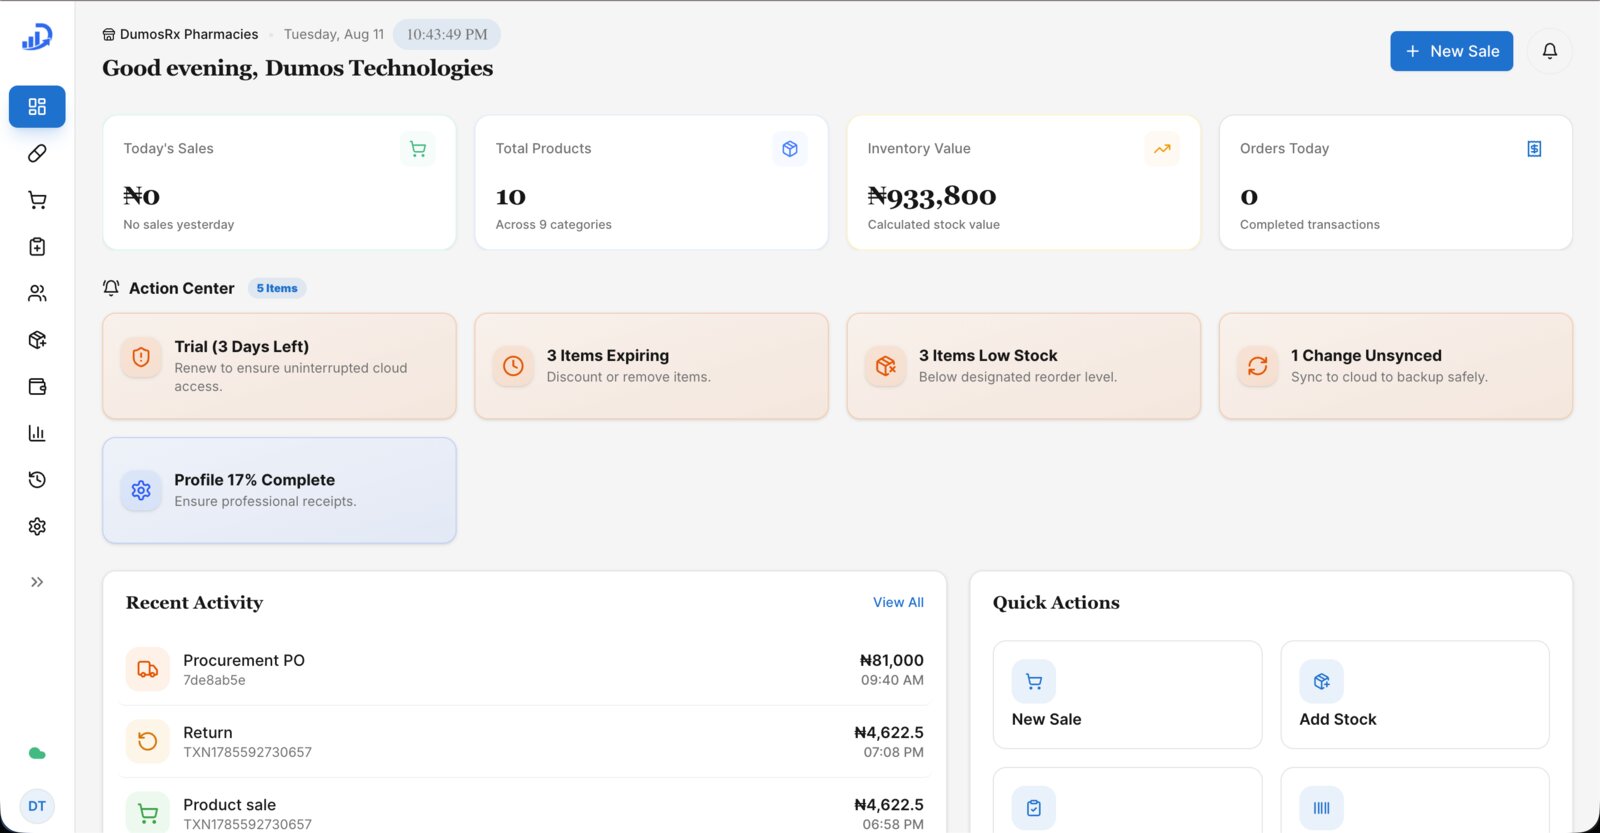 DumosRx Pharmacies
Tuesday, Aug 11
10:43:49 PM
Good evening, Dumos Technologies
+ New Sale
Today's Sales
₦0
No sales yesterday
Total Products
10
Across 9 categories
Inventory Value
₦933,800
Calculated stock value
Orders Today
0
Completed transactions
Action Center
5 Items
Trial (3 Days Left)
Renew to ensure uninterrupted cloud
access.
3 Items Expiring
Discount or remove items.
3 Items Low Stock
Below designated reorder level.
1 Change Unsynced
Sync to cloud to backup safely.
Profile 17% Complete
Ensure professional receipts.
Recent Activity
View All
Procurement PO
₦81,000
7de8ab5e
09:40 AM
Return
₦4,622.5
TXN1785592730657
07:08 PM
Product sale
₦4,622.5
TXN1785592730657
06:58 PM
Quick Actions
New Sale
Add Stock
DT